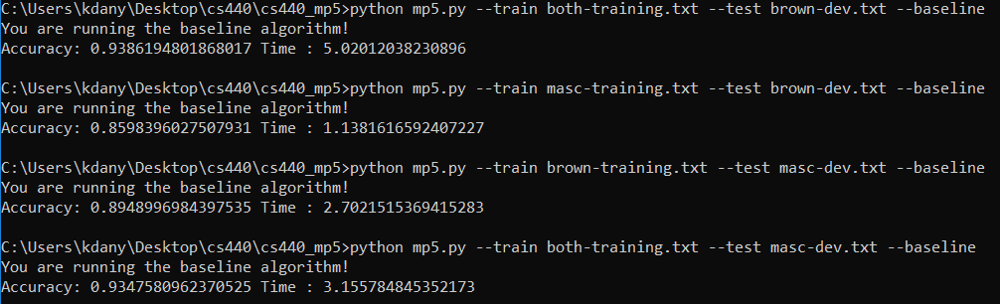 C:\Users\kdany\Desktop\cs440\cs440_mp5>python mp5.py --train both-training.txt --test brown-dev.txt --baseline
You are running the baseline algorithm!
Accuracy: 0.9386194801868017 Time : 5.02012038230896
C:\Users\kdany\Desktop\cs440\cs440_mp5>python mp5.py --train masc-training.txt --test brown-dev.txt --baseline
You are running the baseline algorithm!
Accuracy: 0.8598396027507931 Time : 1.1381616592407227
C:\Users\kdany\Desktop\cs440\cs440_mp5>python mp5.py --train brown-training.txt --test masc-dev.txt --baseline
You are running the baseline algorithm!
Accuracy: 0.8948996984397535 Time : 2.7021515369415283
C:\Users\kdany\Desktop\cs440\cs440_mp5>python mp5.py --train both-training.txt --test masc-dev.txt --baseline
You are running the baseline algorithm!
Accuracy: 0.9347580962370525 Time : 3.155784845352173